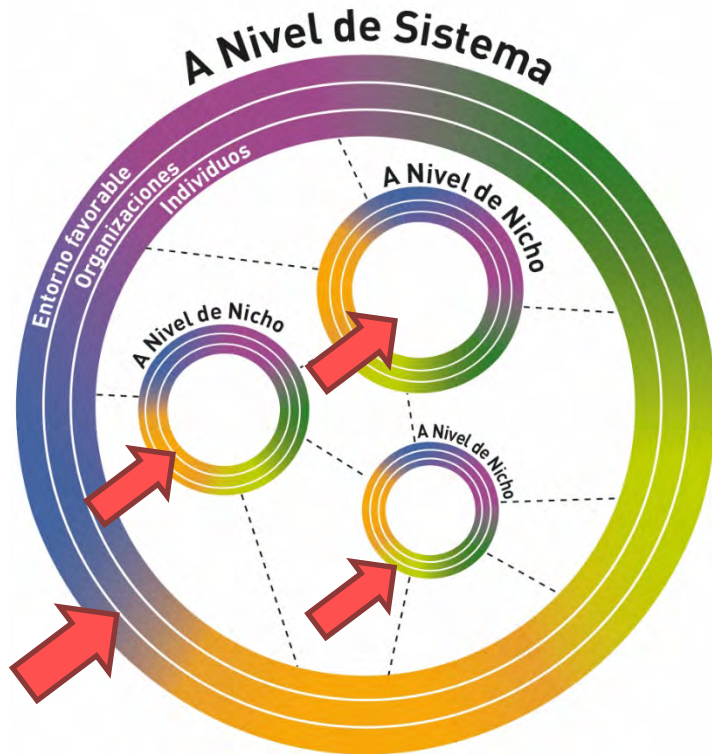 A Nivel de Sistema
Entorno favorable
Organizaciones
Individuos
A Nivel de Nicho
A Nivel de Nicho
A Nivel de Nicho